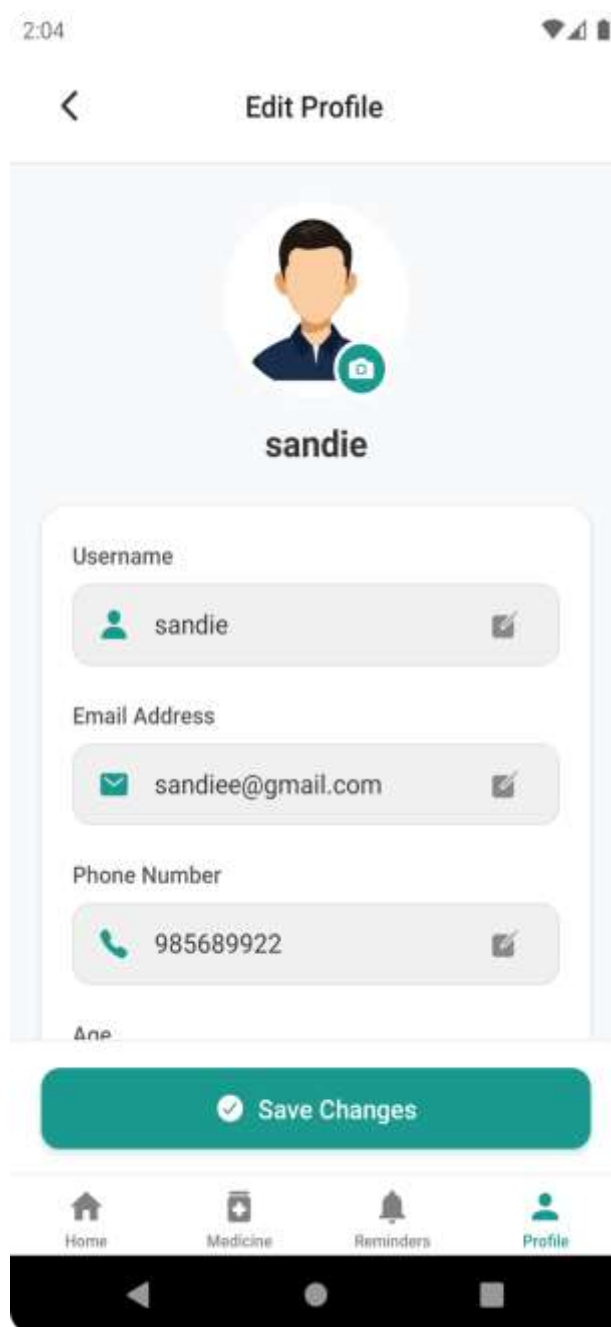 2:04
Edit Profile
sandie
Username
sandie
Email Address
sandiee@gmail.com
Phone Number
985689922
Age
Save Changes
Home Medicine Reminders Profile